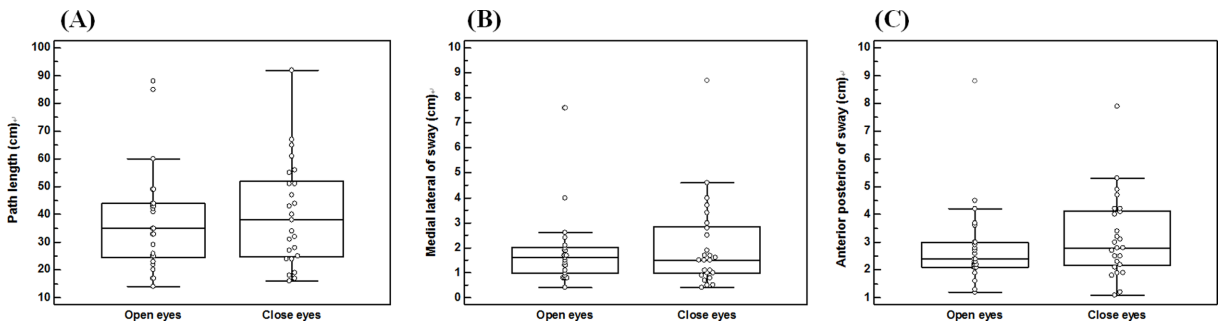 (A)
Path length (cm)↵
100
90
80
70
60
50
40
30
20
10
Open eyes
Close eyes
(B)
Medial lateral of sway (cm)↵
10
9
8
7
6
5
4
3
2
1
0
Open eyes
Close eyes
(C)
Anterior posterior of sway (cm)↵
10
9
8
7
6
5
4
3
2
1
0
Open eyes
Close eyes